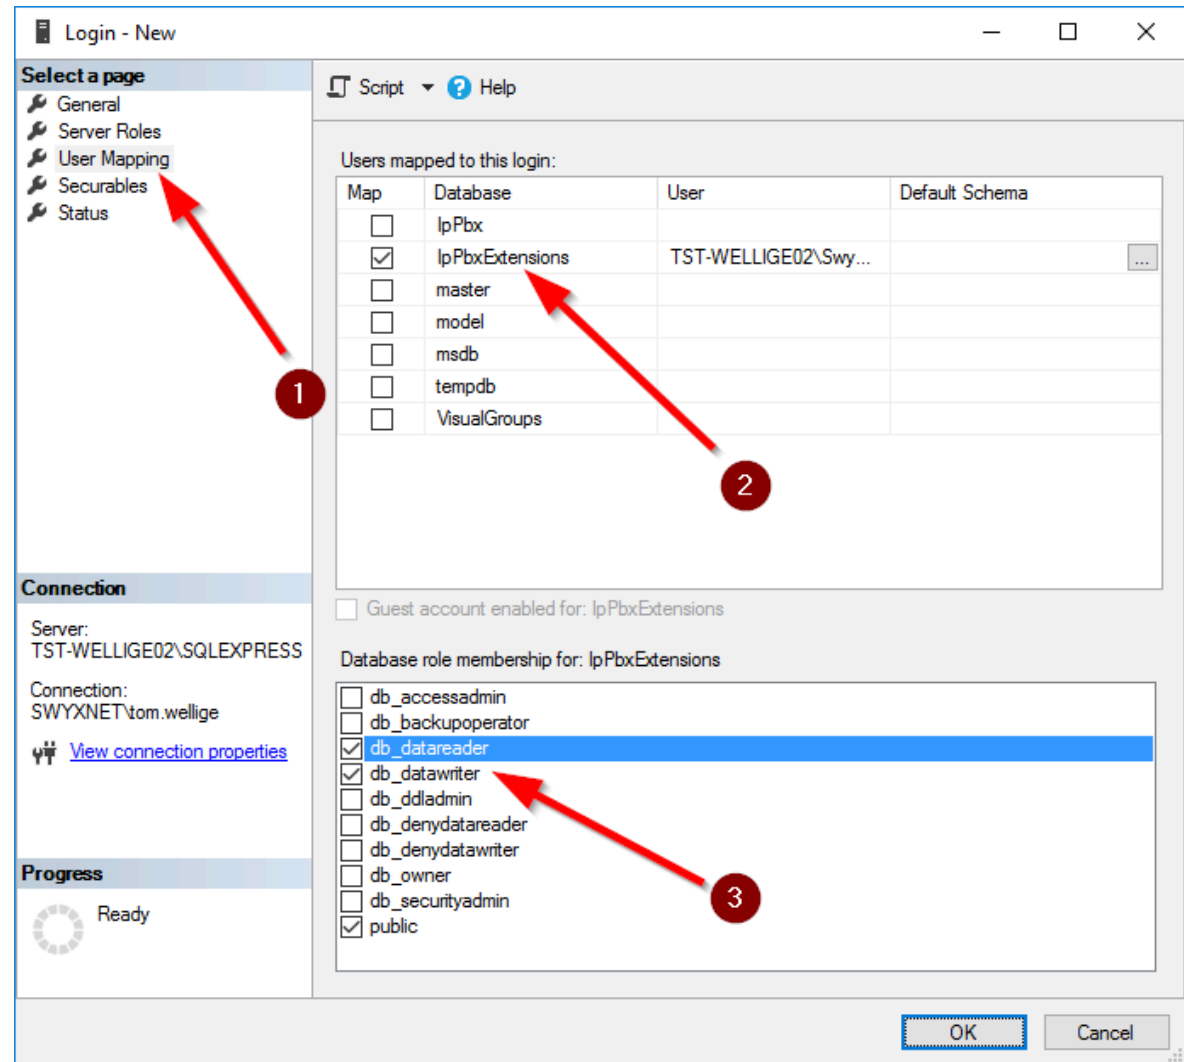 Login - New
Select a page
General
Server Roles
User Mapping
Securables
Status
Script Help
Users mapped to this login:
Map Database User Default Schema
IpPbx
IpPbxExtensions TST-WELLIGE02\Swy... ...
master
model
msdb
tempdb
VisualGroups
1
2
Guest account enabled for: IpPbxExtensions
Database role membership for: IpPbxExtensions
db_accessadmin
db_backupoperator
db_datareader
db_datawriter
db_ddladmin
db_denydatareader
db_denydatawriter
db_owner
db_securityadmin
public
3
Connection
Server:
TST-WELLIGE02\SQLEXPRESS
Connection:
SWYXNET\tom.wellige
View connection properties
Progress
Ready
OK Cancel